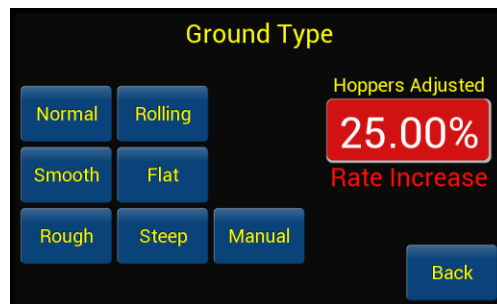 Ground Type
Hoppers Adjusted
Normal
Rolling
25.00%
Smooth
Flat
Rate Increase
Rough
Steep
Manual
Back